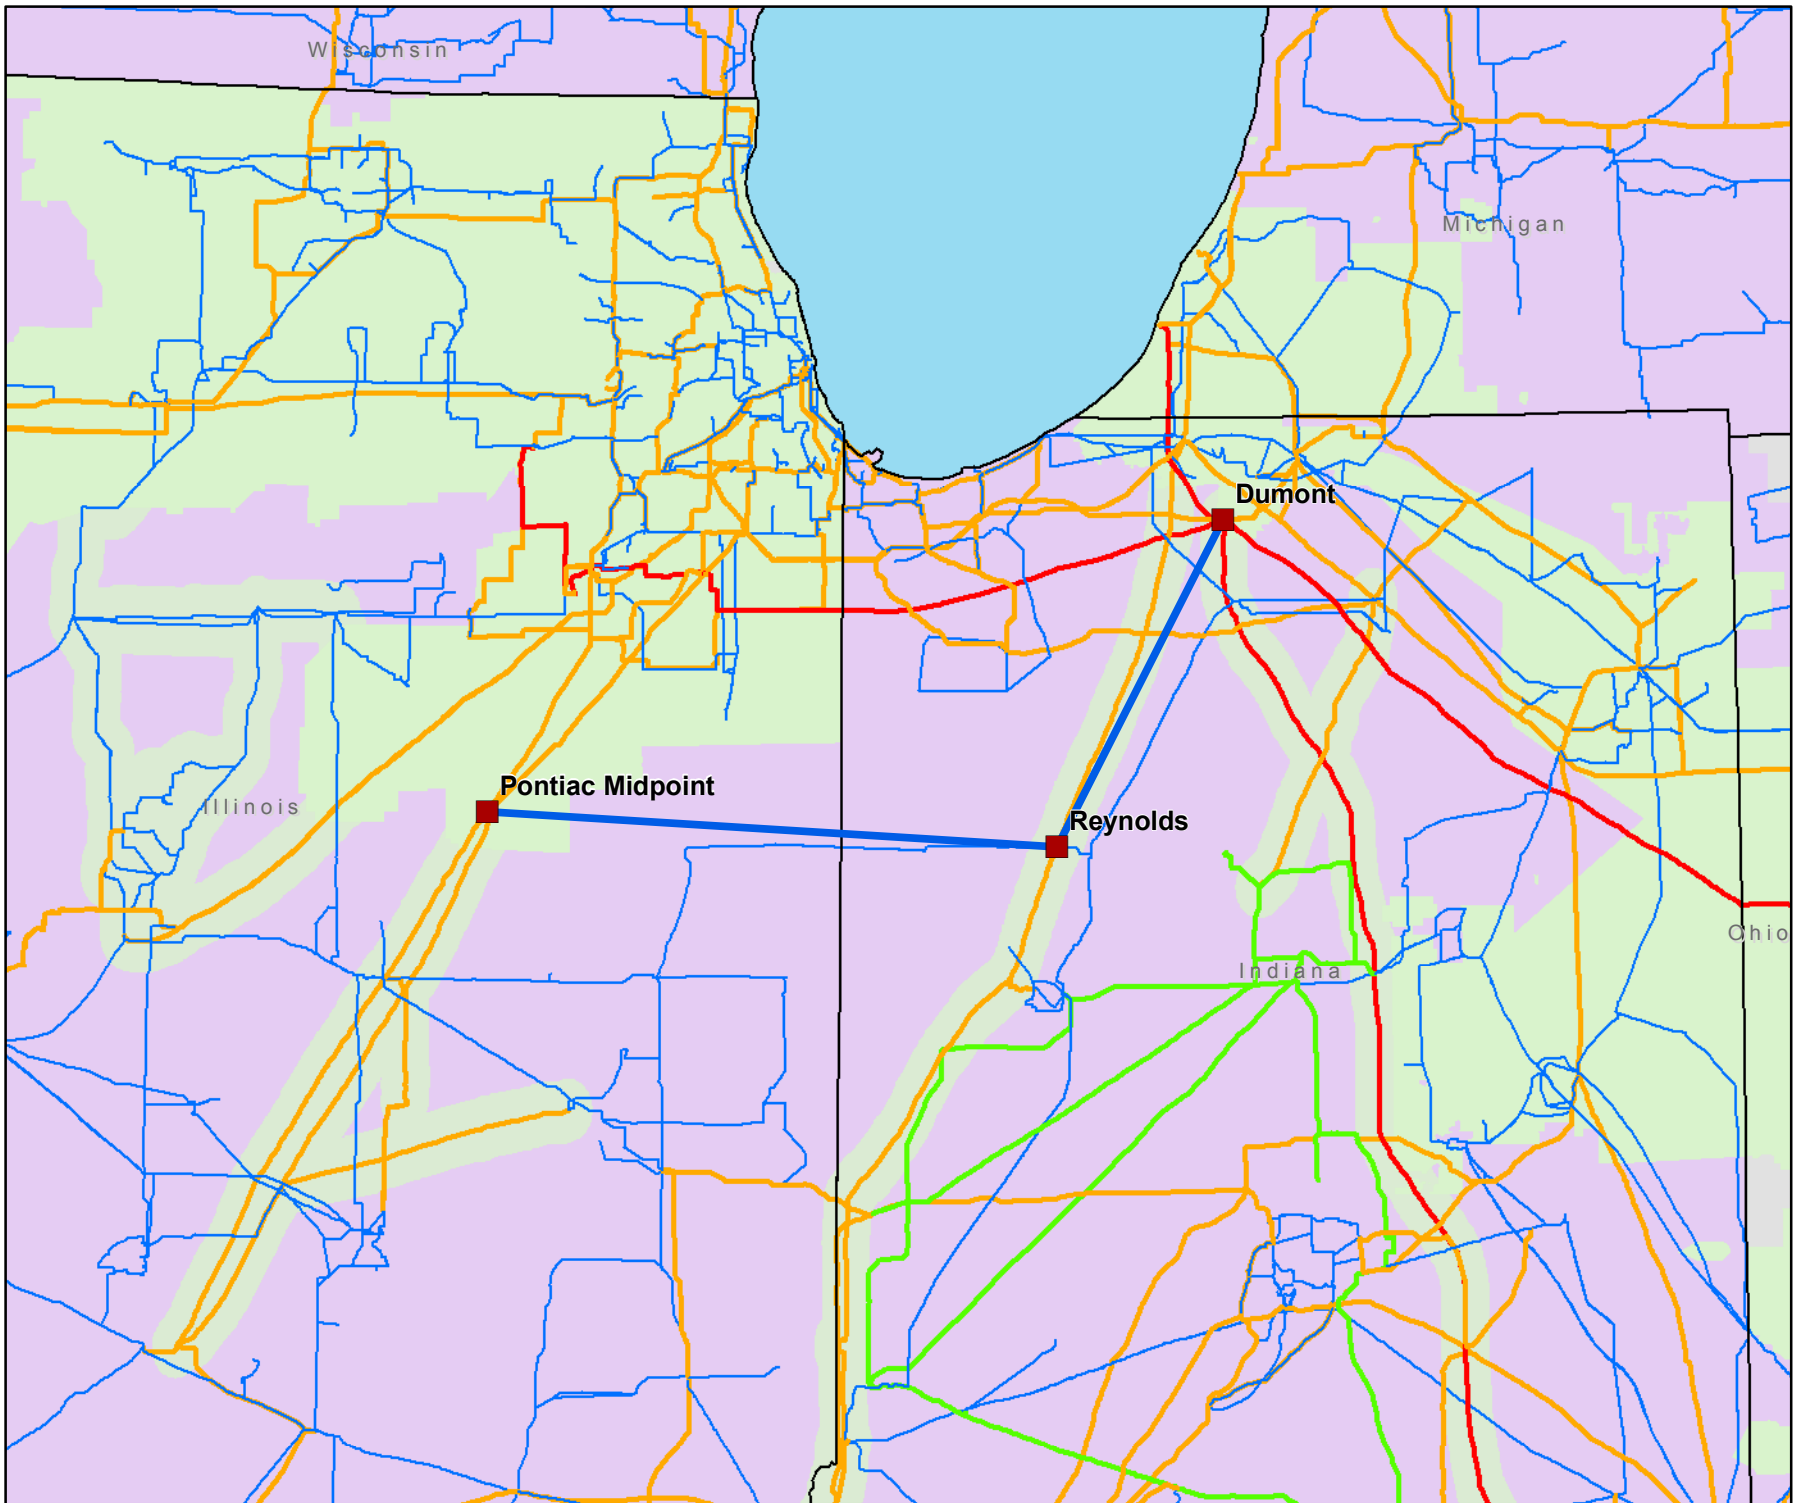 Wisconsin
Michigan
Dumont
Pontiac Midpoint
Illinois
Reynolds
Ohio
Indiana